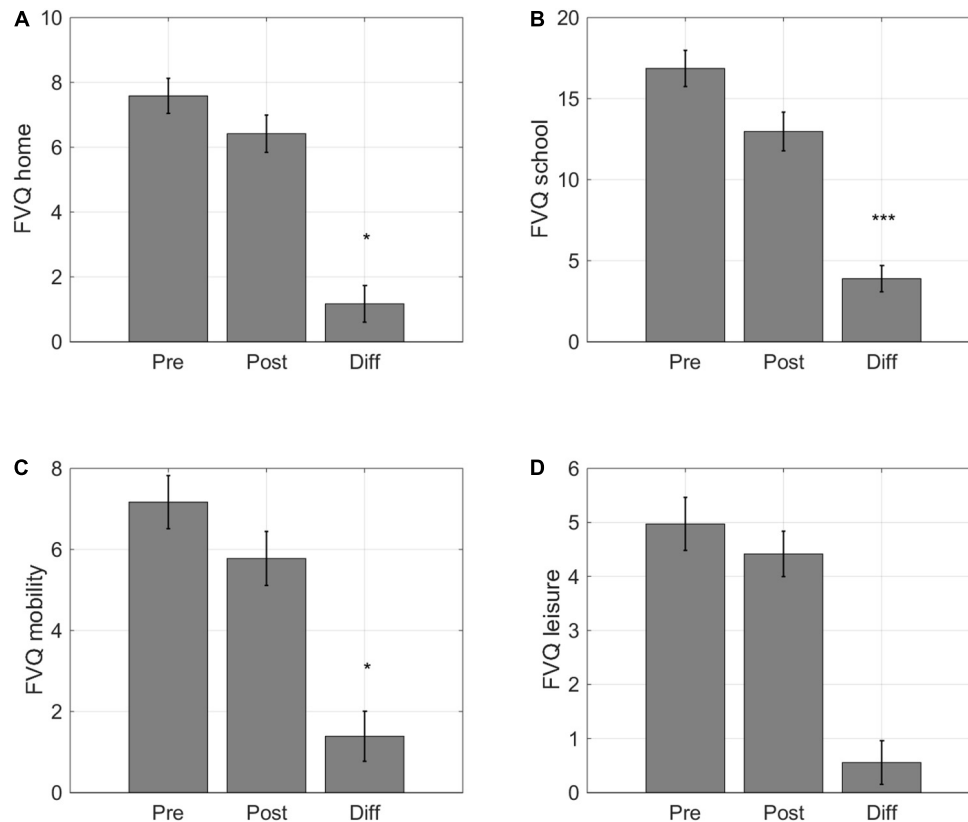 A
FVQ home
10
8
6
4
2
0
*
Pre Post Diff
B
FVQ school
20
15
10
5
0
***
Pre Post Diff
C
FVQ mobility
8
6
4
2
0
*
Pre Post Diff
D
FVQ leisure
6
5
4
3
2
1
0
Pre Post Diff